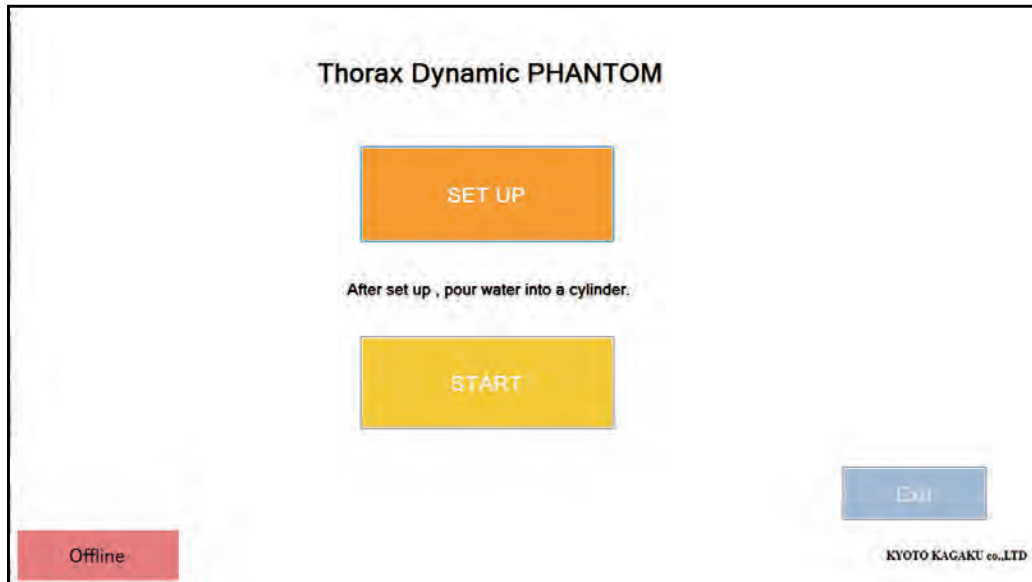 Thorax Dynamic PHANTOM
SET UP
After set up , pour water into a cylinder.
START
Exit
Offline
KYOTO KAGAKU co.,LTD